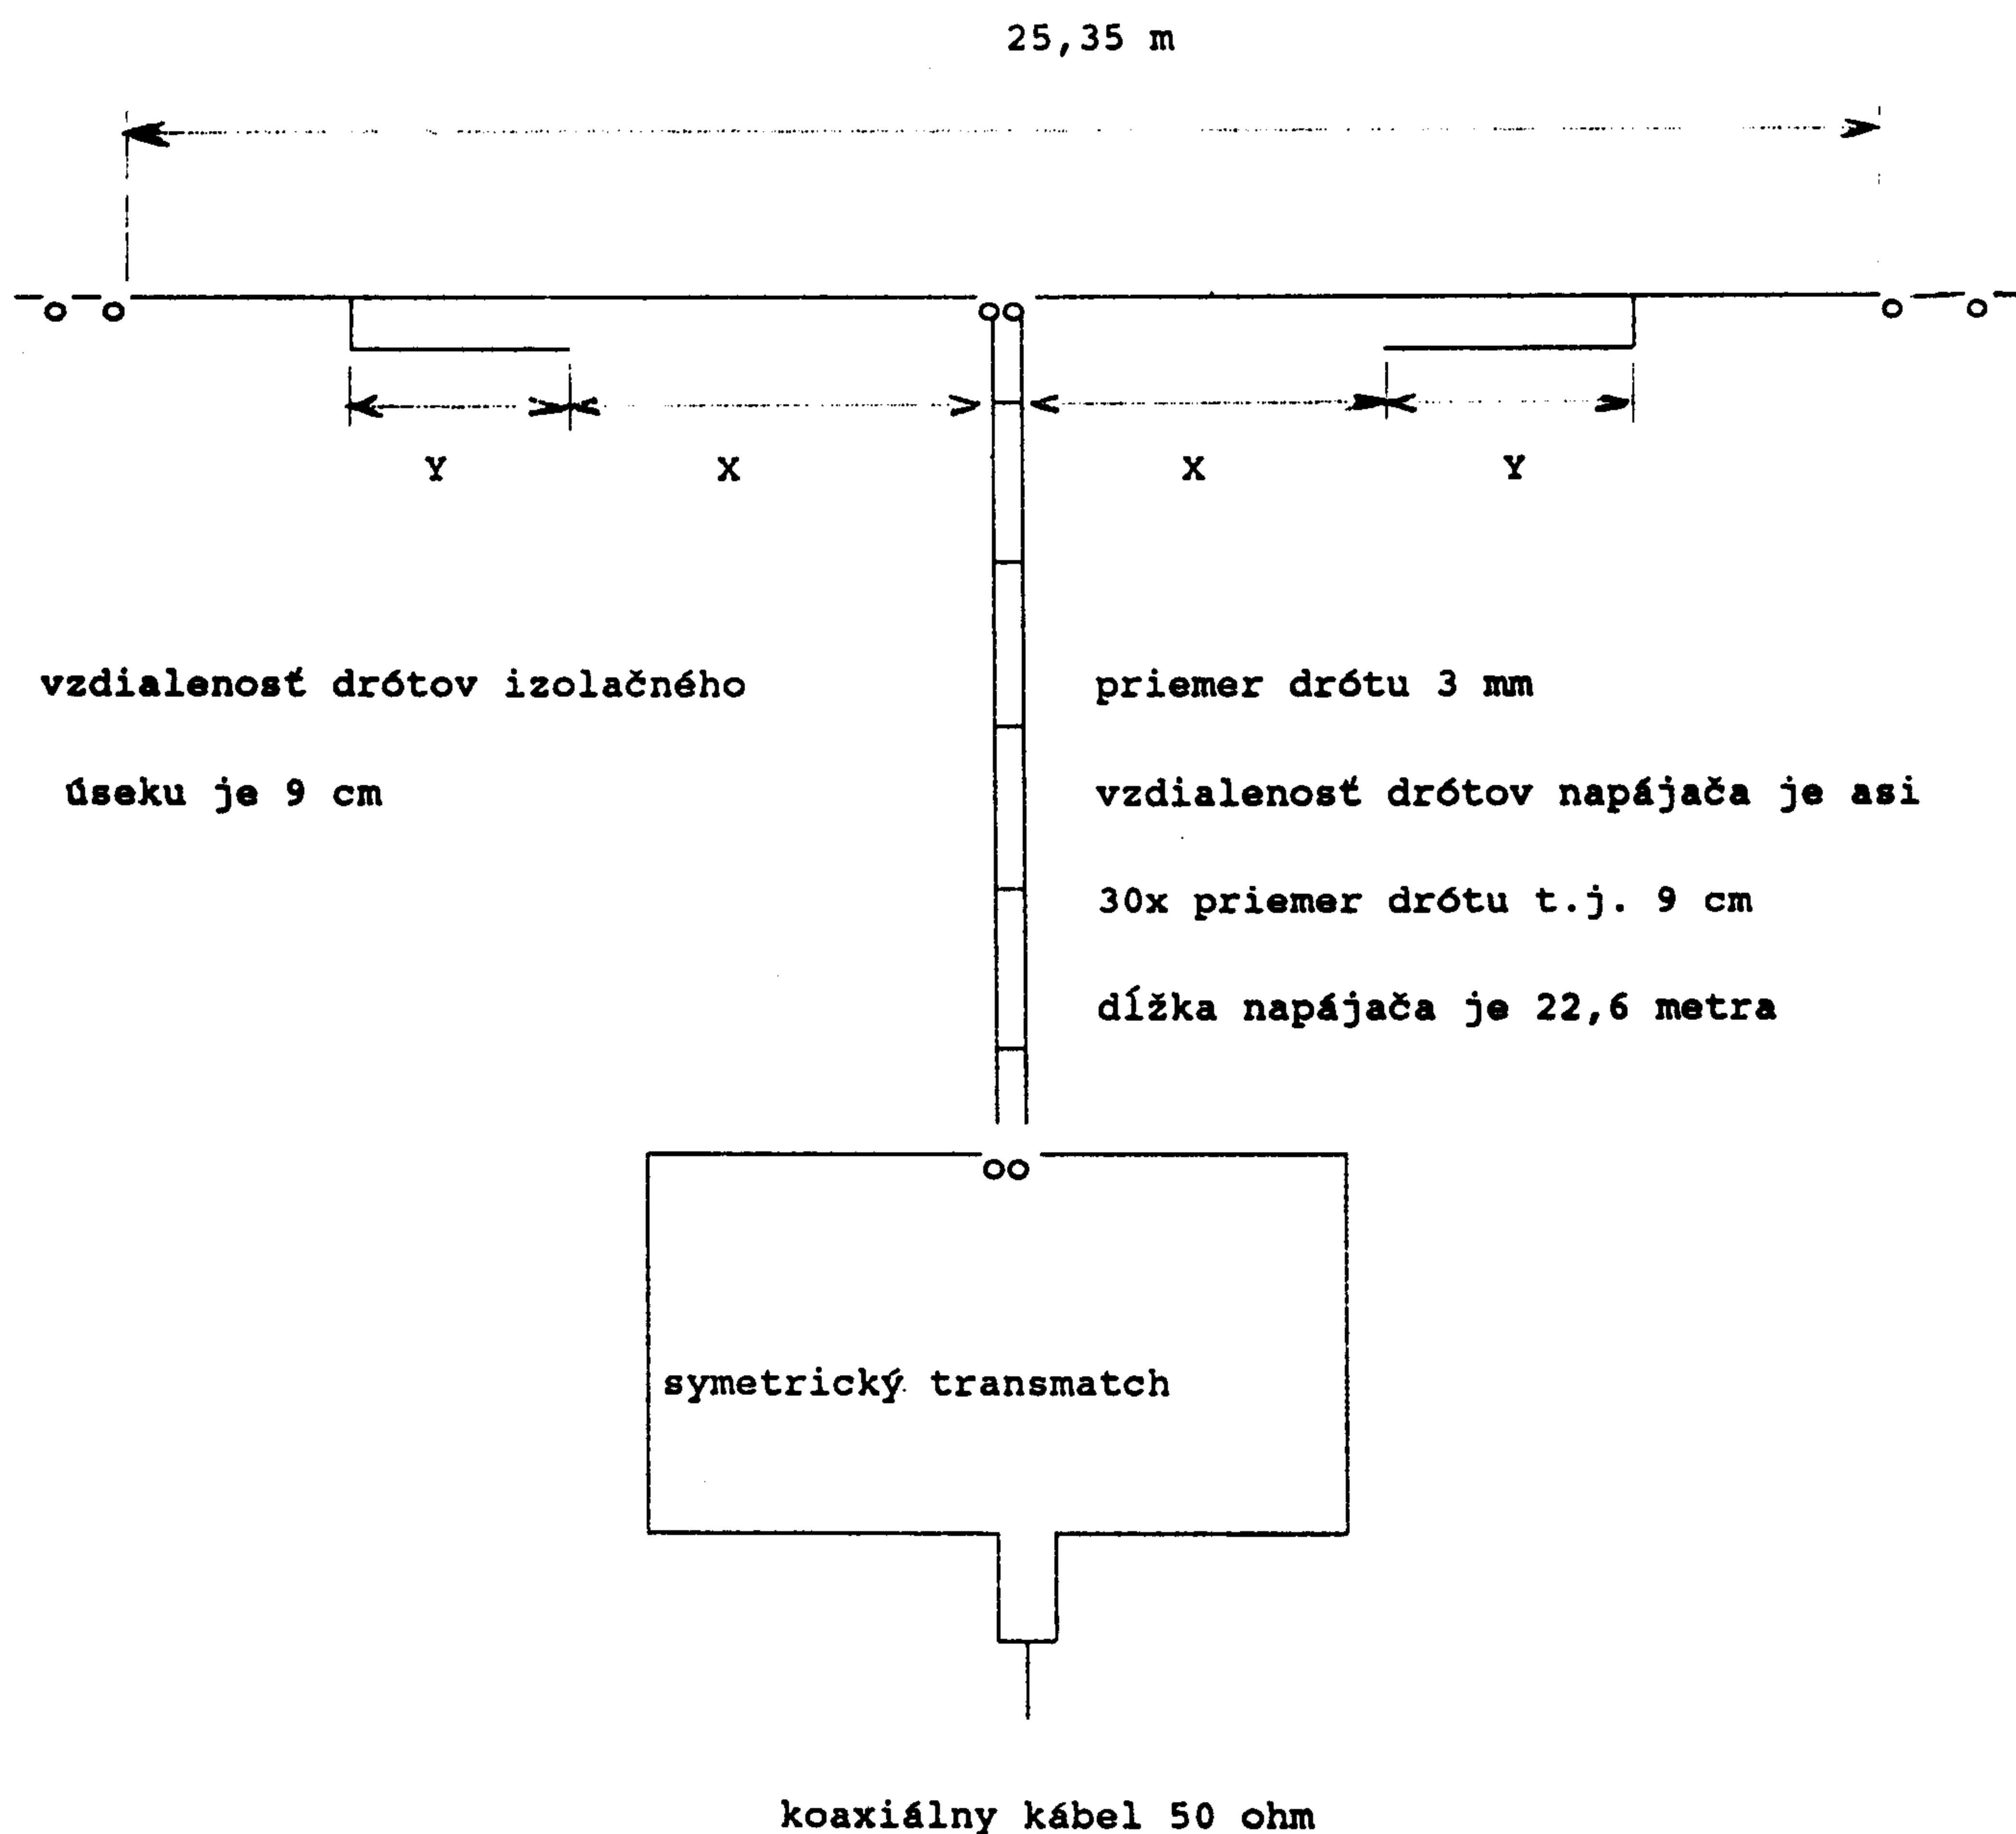 25,35 m
Y
X
X
Y
vzdialenosť drótov izolačného
úseku je 9 cm
priemer drótu 3 mm
vzdialenosť drótov napájača je asi
30x priemer drótu t.j. 9 cm
dĺžka napájača je 22,6 metra
symetrický transmatch
koaxiálny kábel 50 ohm